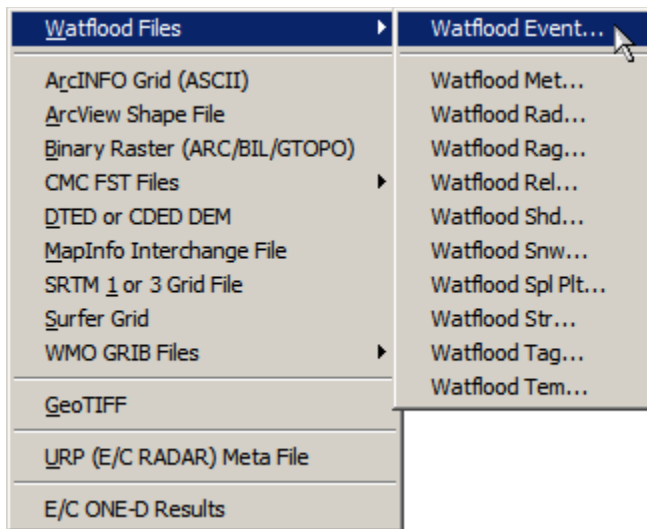 Watflood Files
ArcINFO Grid (ASCII)
ArcView Shape File
Binary Raster (ARC/BIL/GTOPO)
CMC FST Files
DTED or CDED DEM
MapInfo Interchange File
SRTM 1 or 3 Grid File
Surfer Grid
WMO GRIB Files
GeoTIFF
URP (E/C RADAR) Meta File
E/C ONE-D Results
Watflood Event...
Watflood Met...
Watflood Rad...
Watflood Rag...
Watflood Rel...
Watflood Shd...
Watflood Snw...
Watflood Spl Plt...
Watflood Str...
Watflood Tag...
Watflood Tem...